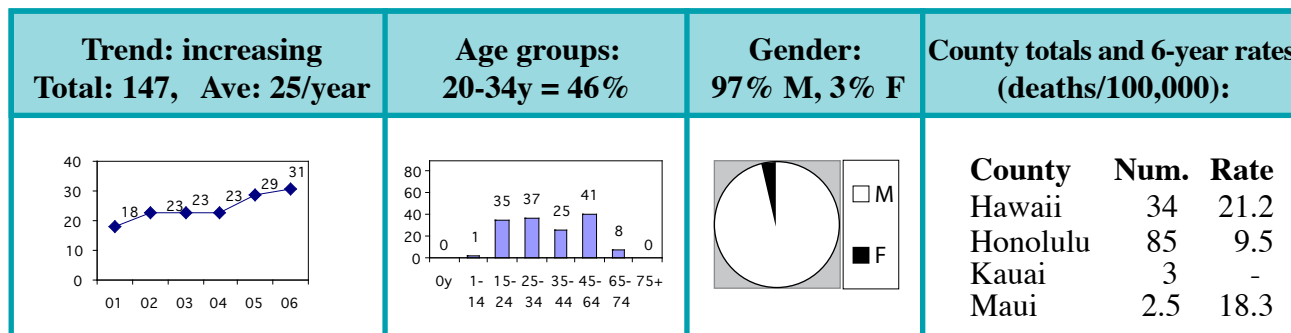 Trend: increasing
Total: 147, Ave: 25/year
Age groups:
20-34y = 46%
Gender:
97% M, 3% F
County totals and 6-year rates
(deaths/100,000):
40
30
20
10
0
18
23
23
23
29
31
01 02 03 04 05 06
80
60
40
20
0
0
1
35
37
25
41
8
0
0y 1- 15- 25- 35- 45- 65- 75+
14 24 34 44 64 74
M
F
County Num. Rate
Hawaii 34 21.2
Honolulu 85 9.5
Kauai 3 -
Maui 2.5 18.3